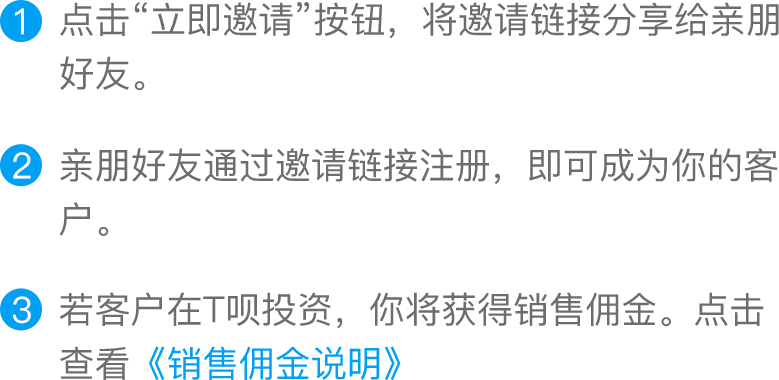 1 点击“立即邀请”按钮，将邀请链接分享给亲朋
好友。
2 亲朋好友通过邀请链接注册，即可成为你的客
户。
3 若客户在T呗投资，你将获得销售佣金。点击
查看《销售佣金说明》